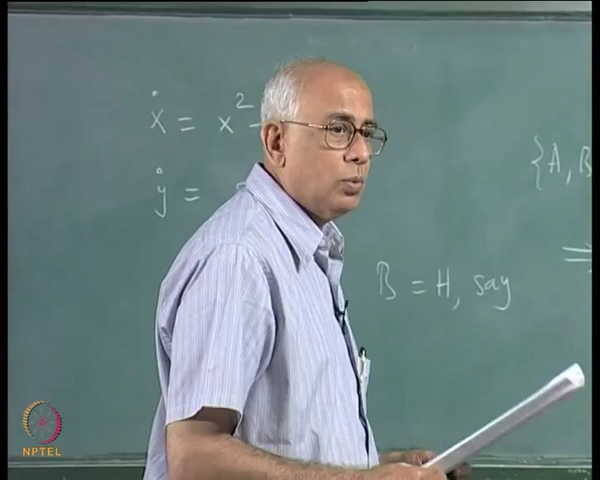 ẋ = x²
ẏ =
{A, B
B = H, say
⇒
NPTEL